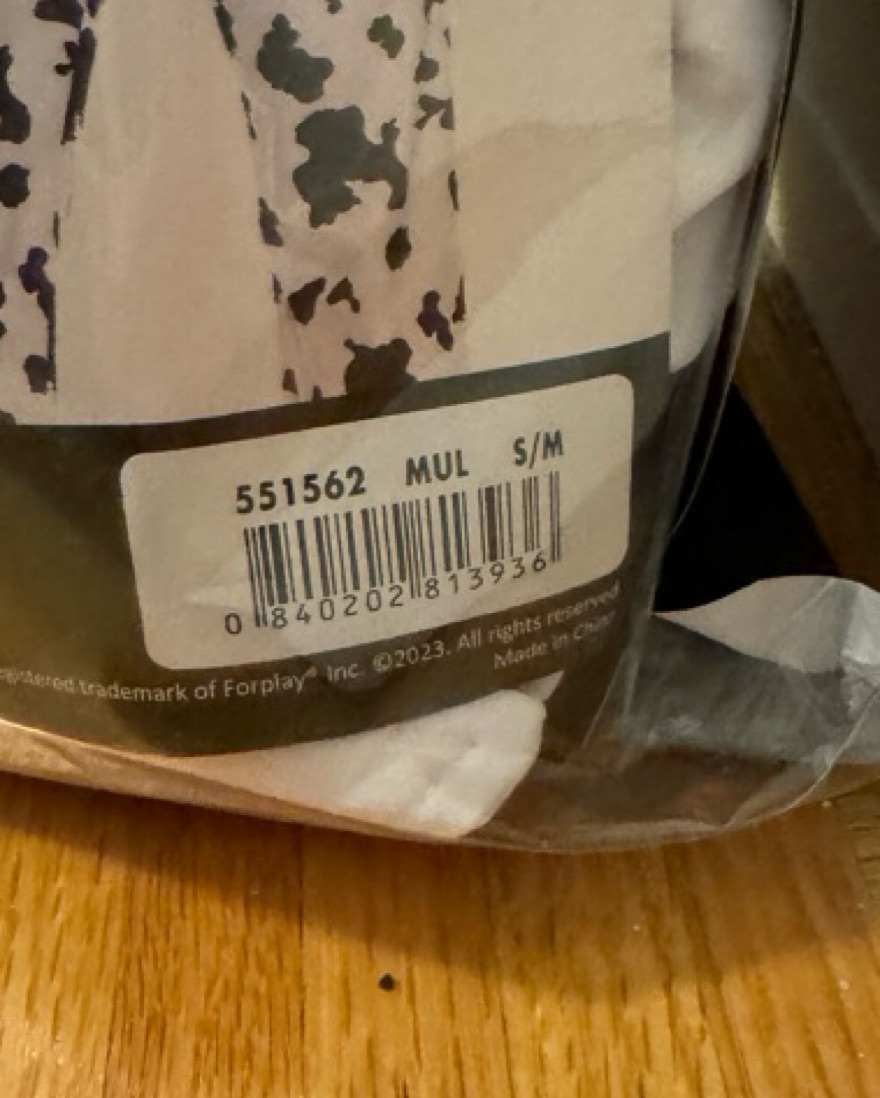 551562 MUL S/M
0 840202 813936
trademark of Forplay® Inc. ©2023. All rights reserved
Made in China